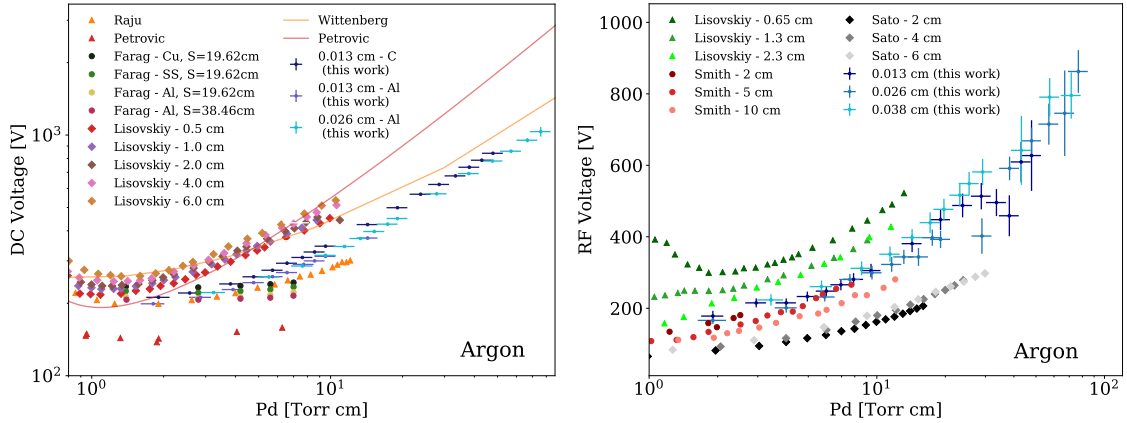 Raju
Petrovic
Farag - Cu, S=19.62cm
Farag - SS, S=19.62cm
Farag - Al, S=19.62cm
Farag - Al, S=38.46cm
Lisovskiy - 0.5 cm
Lisovskiy - 1.0 cm
Lisovskiy - 2.0 cm
Lisovskiy - 4.0 cm
Lisovskiy - 6.0 cm
Wittenberg
Petrovic
0.013 cm - C
(this work)
0.013 cm - Al
(this work)
0.026 cm - Al
(this work)
DC Voltage [V]
10³
10²
10⁰
10¹
Pd [Torr cm]
Argon
Lisovskiy - 0.65 cm
Lisovskiy - 1.3 cm
Lisovskiy - 2.3 cm
Smith - 2 cm
Smith - 5 cm
Smith - 10 cm
Sato - 2 cm
Sato - 4 cm
Sato - 6 cm
0.013 cm (this work)
0.026 cm (this work)
0.038 cm (this work)
RF Voltage [V]
1000
800
600
400
200
10⁰
10¹
10²
Pd [Torr cm]
Argon